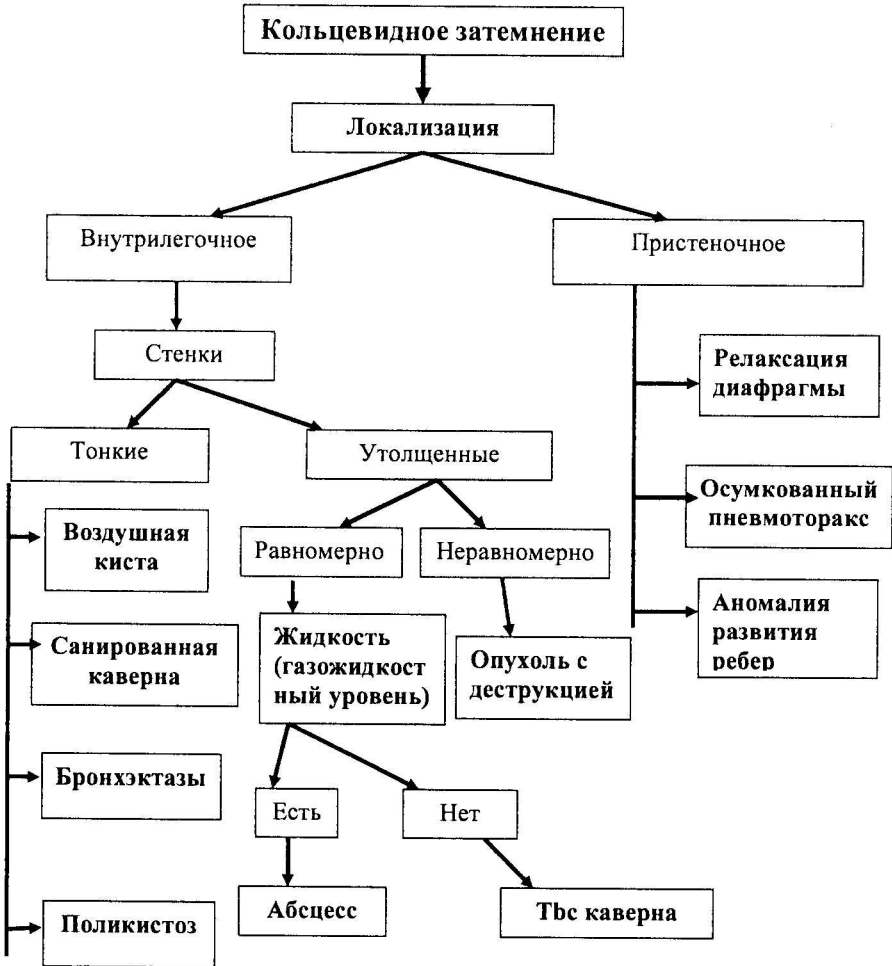 Кольцевидное затемнение
Локализация
Внутрилегочное
Пристеночное
Стенки
Релаксация
диафрагмы
Тонкие
Утолщенные
Осумкованный
пневмоторакс
Воздушная
киста
Равномерно
Неравномерно
Аномалия
развития
ребер
Санированная
каверна
Жидкость
(газожидкост
ный уровень)
Опухоль с
деструкцией
Бронхэктазы
Есть
Нет
Поликистоз
Абсцесс
Tbc каверна